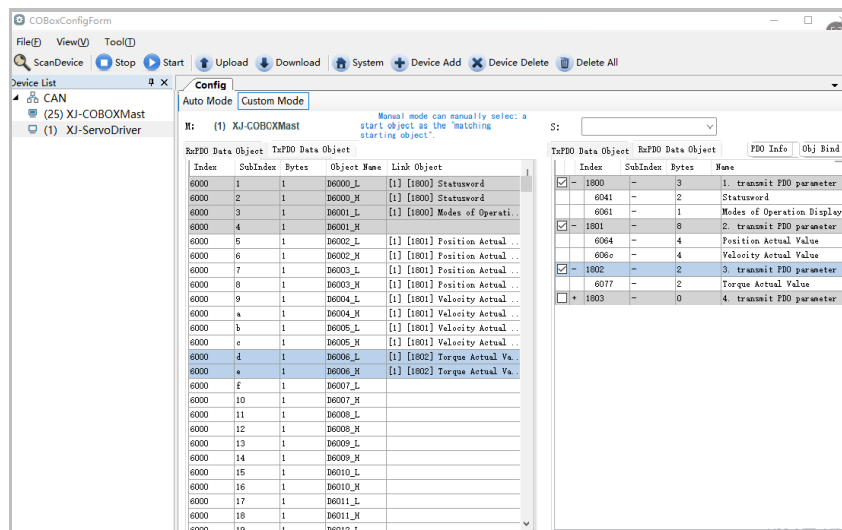 COBoxConfigForm
File(F) View(V) Tool(T)
ScanDevice Stop Start Upload Download System Device Add Device Delete Delete All
Device List
CAN
(25) XJ-COBOXMast
(1) XJ-ServoDriver
Config
Auto Mode Custom Mode
M: (1) XJ-COBOXMast
Manual mode can manually select a
start object as the "matching
starting object".
S:
RxPDO Data Object TxPDO Data Object
Index SubIndex Bytes Object Name Link Object
6000 1 1 D6000_L [1] [1800] Statusword
6000 2 1 D6000_H [1] [1800] Statusword
6000 3 1 D6001_L [1] [1800] Modes of Operati..
6000 4 1 D6001_H
6000 5 1 D6002_L [1] [1801] Position Actual ..
6000 6 1 D6002_H [1] [1801] Position Actual ..
6000 7 1 D6003_L [1] [1801] Position Actual ..
6000 8 1 D6003_H [1] [1801] Position Actual ..
6000 9 1 D6004_L [1] [1801] Velocity Actual ..
6000 a 1 D6004_H [1] [1801] Velocity Actual ..
6000 b 1 D6005_L [1] [1801] Velocity Actual ..
6000 c 1 D6005_H [1] [1801] Velocity Actual ..
6000 d 1 D6006_L [1] [1802] Torque Actual Va..
6000 e 1 D6006_H [1] [1802] Torque Actual Va..
6000 f 1 D6007_L
6000 10 1 D6007_H
6000 11 1 D6008_L
6000 12 1 D6008_H
6000 13 1 D6009_L
6000 14 1 D6009_H
6000 15 1 D6010_L
6000 16 1 D6010_H
6000 17 1 D6011_L
6000 18 1 D6011_H
6000 19 1 D6012_L
TxPDO Data Object RxPDO Data Object PDO Info Obj Bind
Index SubIndex Bytes Name
- 1800 - 3 1. transmit PDO parameter
6041 - 2 Statusword
6061 - 1 Modes of Operation Display
- 1801 - 8 2. transmit PDO parameter
6064 - 4 Position Actual Value
606c - 4 Velocity Actual Value
- 1802 - 2 3. transmit PDO parameter
6077 - 2 Torque Actual Value
+ 1803 - 0 4. transmit PDO parameter